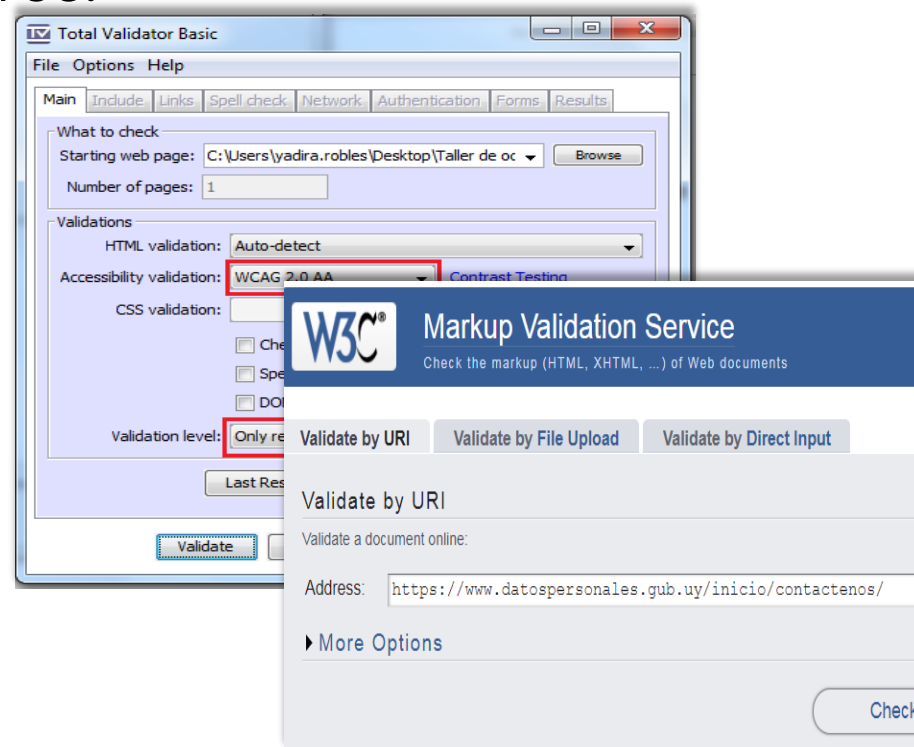 Total Validator Basic
File Options Help
Main Include Links Spell check Network Authentication Forms Results
What to check
Starting web page: C:\Users\yadira.robles\Desktop\Taller de oc Browse
Number of pages: 1
Validations
HTML validation: Auto-detect
Accessibility validation: WCAG 2.0 AA Contrast Testing
CSS validation:
Validation level: Only
Last
Validate
W3C®
Markup Validation Service
Check the markup (HTML, XHTML, ...) of Web documents
Validate by URI Validate by File Upload Validate by Direct Input
Validate by URI
Validate a document online:
Address: https://www.datospersonales.gub.uy/inicio/contactenos/
More Options
Check